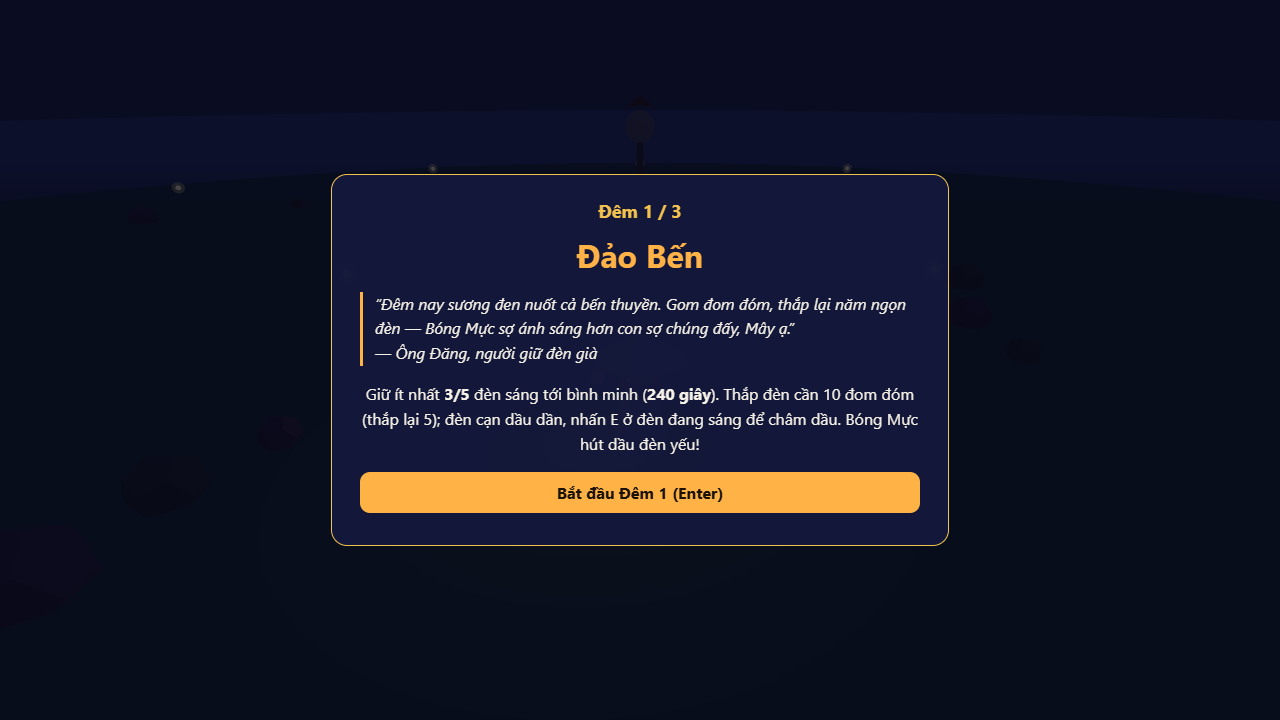 Đêm 1 / 3
Đảo Bến
“Đêm nay sương đen nuốt cả bến thuyền. Gom đom đóm, thắp lại năm ngọn
đèn — Bóng Mực sợ ánh sáng hơn con sợ chúng đấy, Mây ạ.”
— Ông Đăng, người giữ đèn già
Giữ ít nhất 3/5 đèn sáng tới bình minh (240 giây). Thắp đèn cần 10 đom đóm
(thắp lại 5); đèn cạn dầu dần, nhấn E ở đèn đang sáng để châm dầu. Bóng Mực
hút dầu đèn yếu!
Bắt đầu Đêm 1 (Enter)